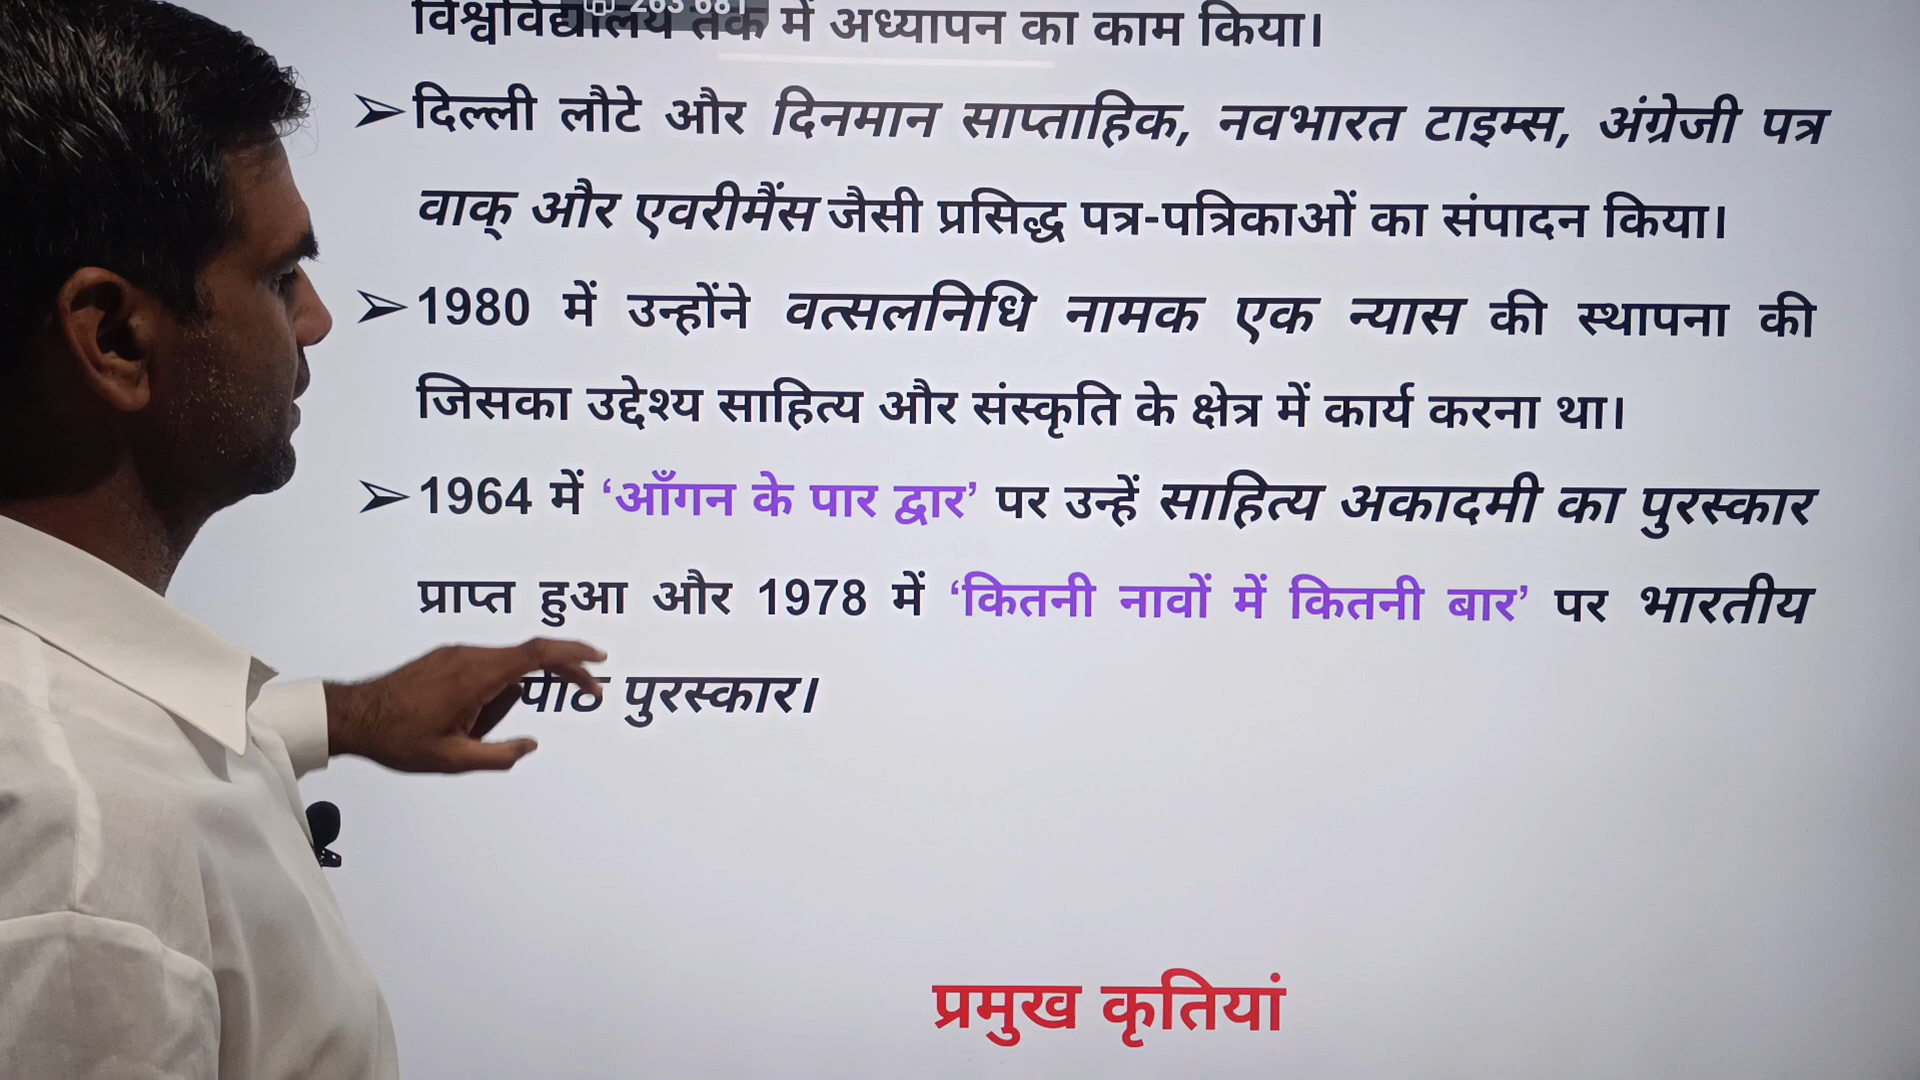 विश्वविद्यालय तक में अध्यापन का काम किया।
➢ दिल्ली लौटे और दिनमान साप्ताहिक, नवभारत टाइम्स, अंग्रेजी पत्र
वाक् और एवरीमैंस जैसी प्रसिद्ध पत्र-पत्रिकाओं का संपादन किया।
➢ 1980 में उन्होंने वत्सलनिधि नामक एक न्यास की स्थापना की
जिसका उद्देश्य साहित्य और संस्कृति के क्षेत्र में कार्य करना था।
➢ 1964 में ‘आँगन के पार द्वार’ पर उन्हें साहित्य अकादमी का पुरस्कार
प्राप्त हुआ और 1978 में ‘कितनी नावों में कितनी बार’ पर भारतीय
पुरस्कार।
प्रमुख कृतियां